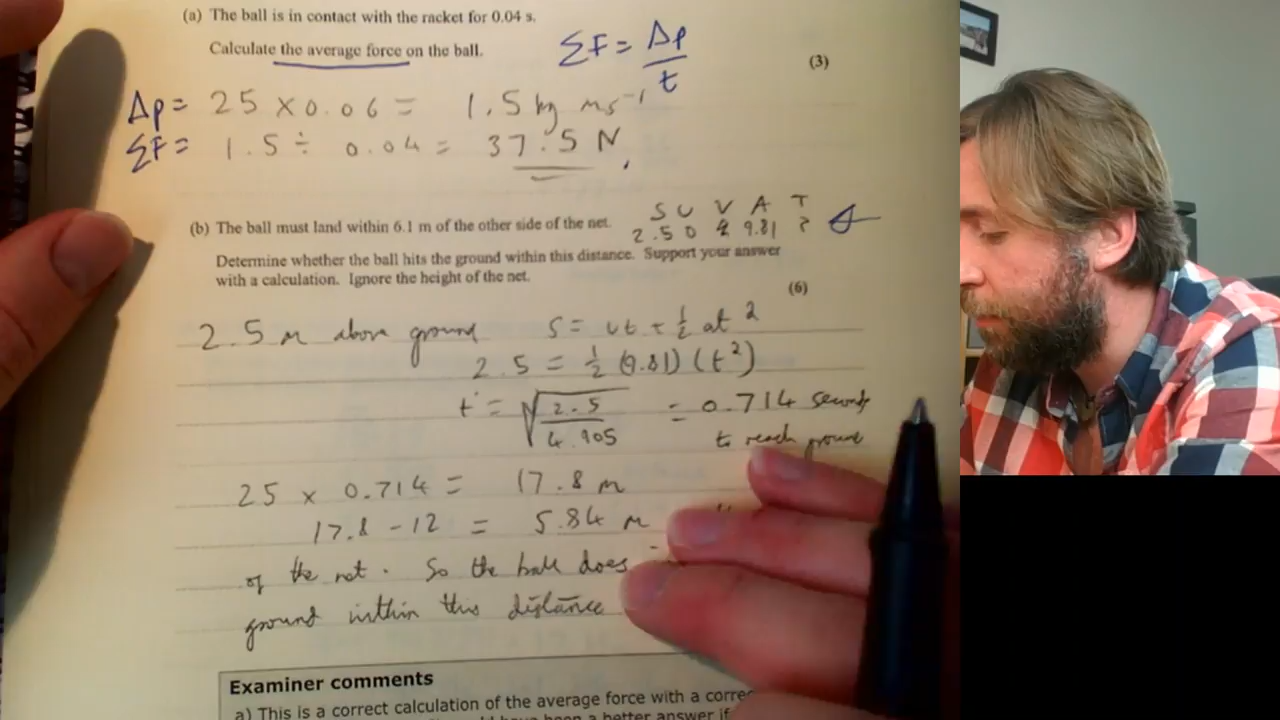 (a) The ball is in contact with the racket for 0.04 s.
Calculate the average force on the ball.
ΣF = Δp / t
(3)
Δp = 25 × 0.06 = 1.5 kg ms⁻¹
ΣF = 1.5 ÷ 0.04 = 37.5 N
S U V A T
(b) The ball must land within 6.1 m of the other side of the net.
2.5 0 9.81 ?
Determine whether the ball hits the ground within this distance. Support your answer
with a calculation. Ignore the height of the net.
(6)
2.5 m above ground s = ut + ½ at²
2.5 = ½ (9.81) (t²)
t = √(2.5 / 4.905) = 0.714 seconds
to reach ground
25 × 0.714 = 17.8 m
17.8 - 12 = 5.84 m
of the net. So the ball does
ground within this distance
Examiner comments
a) This is a correct calculation of the average force with a correc
a better answer if